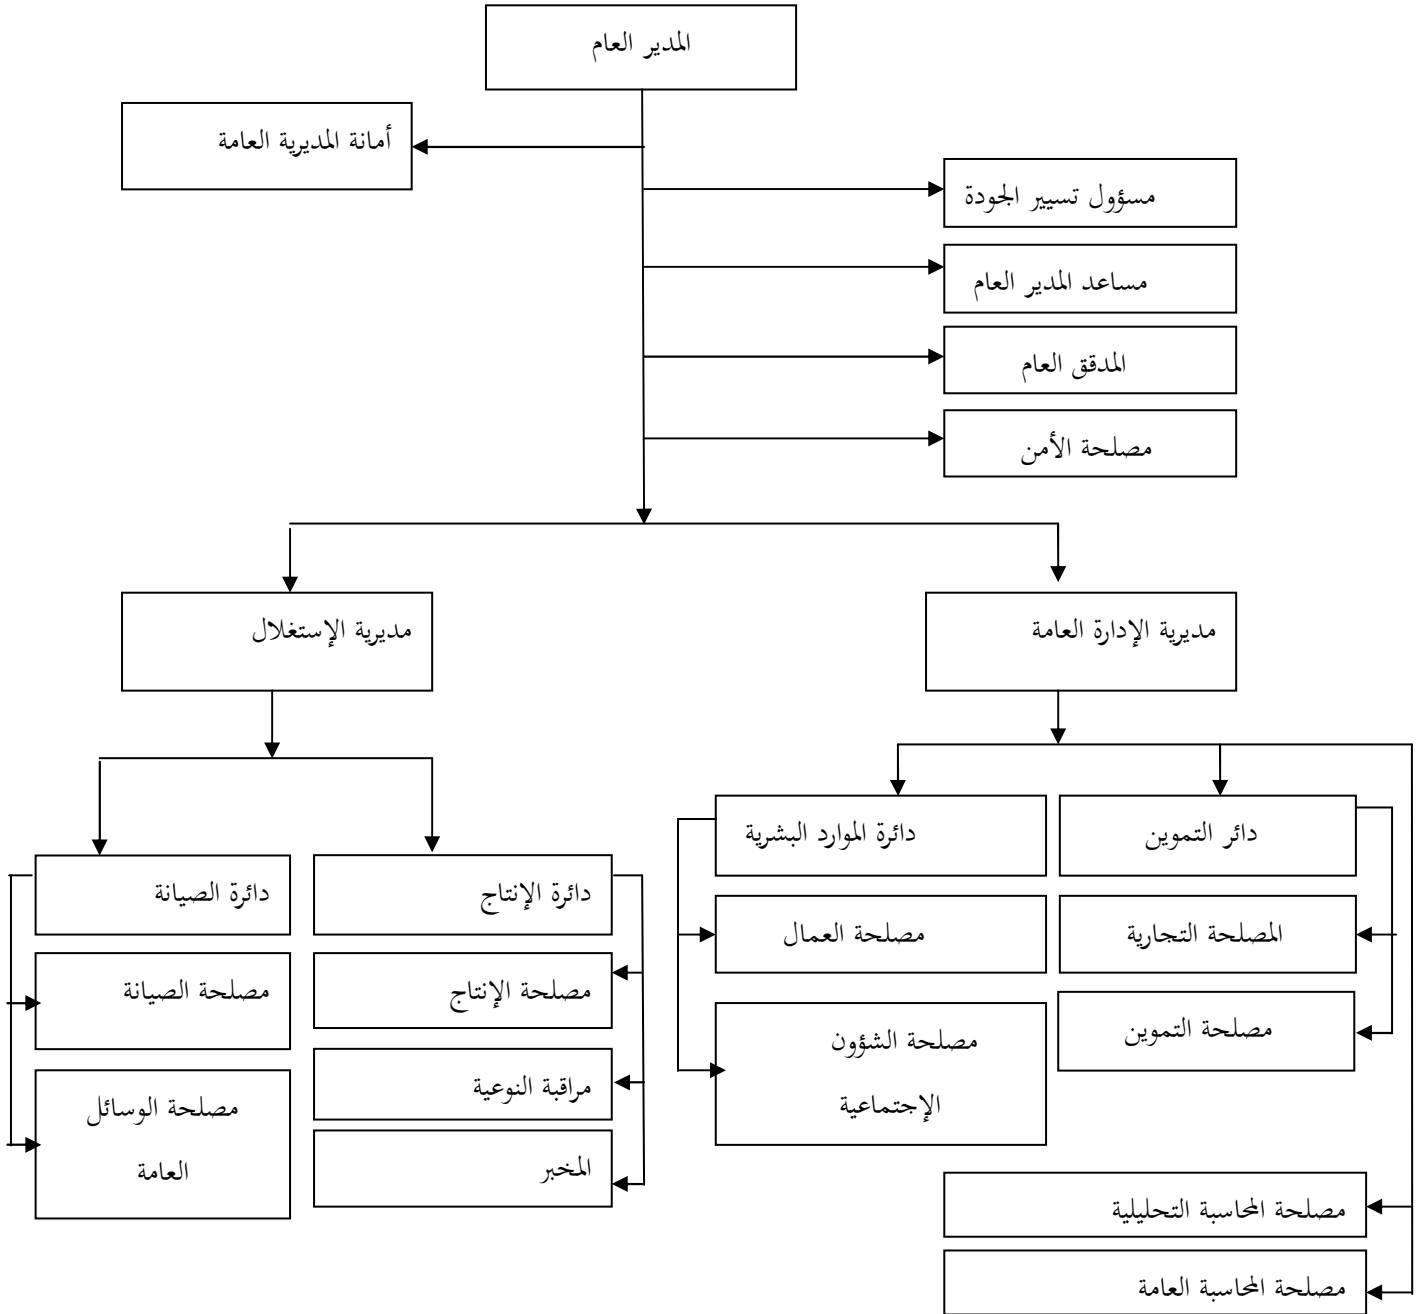 المدير العام
أمانة المديرية العامة
مسؤول تسيير الجودة
مساعد المدير العام
المدقق العام
مصلحة الأمن
مديرية الإدارة العامة
مديرية الإستغلال
دائر التموين
دائرة الموارد البشرية
المصلحة التجارية
مصلحة العمال
مصلحة التموين
مصلحة الشؤون
الإجتماعية
مصلحة المحاسبة التحليلية
مصلحة المحاسبة العامة
دائرة الإنتاج
دائرة الصيانة
مصلحة الإنتاج
مصلحة الصيانة
مراقبة النوعية
المخبر
مصلحة الوسائل
العامة